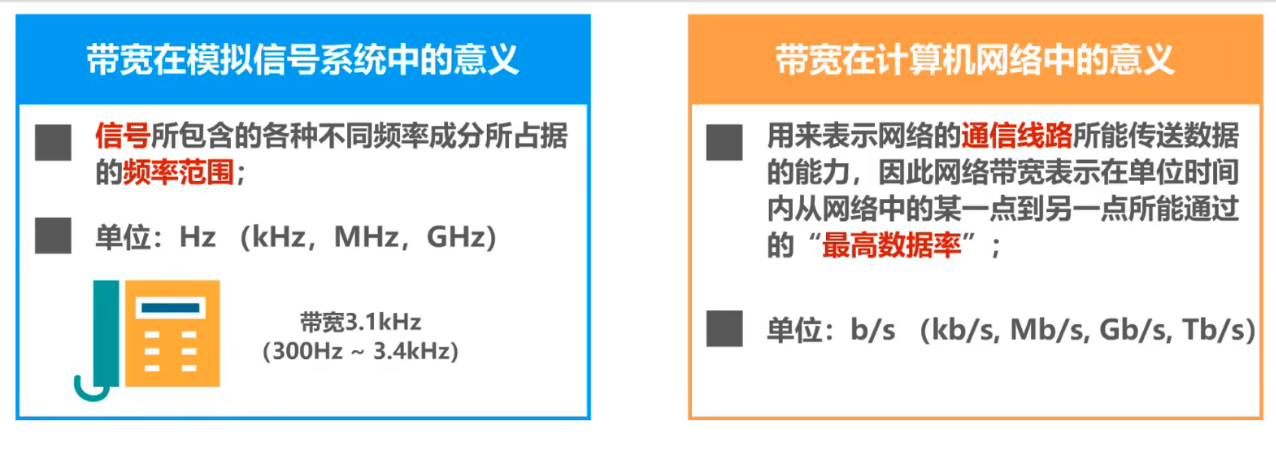 带宽在模拟信号系统中的意义
信号所包含的各种不同频率成分所占据
的频率范围；
单位：Hz （kHz，MHz，GHz）
带宽3.1kHz
（300Hz ~ 3.4kHz）
带宽在计算机网络中的意义
用来表示网络的通信线路所能传送数据
的能力，因此网络带宽表示在单位时间
内从网络中的某一点到另一点所能通过
的“最高数据率”；
单位：b/s （kb/s, Mb/s, Gb/s, Tb/s）